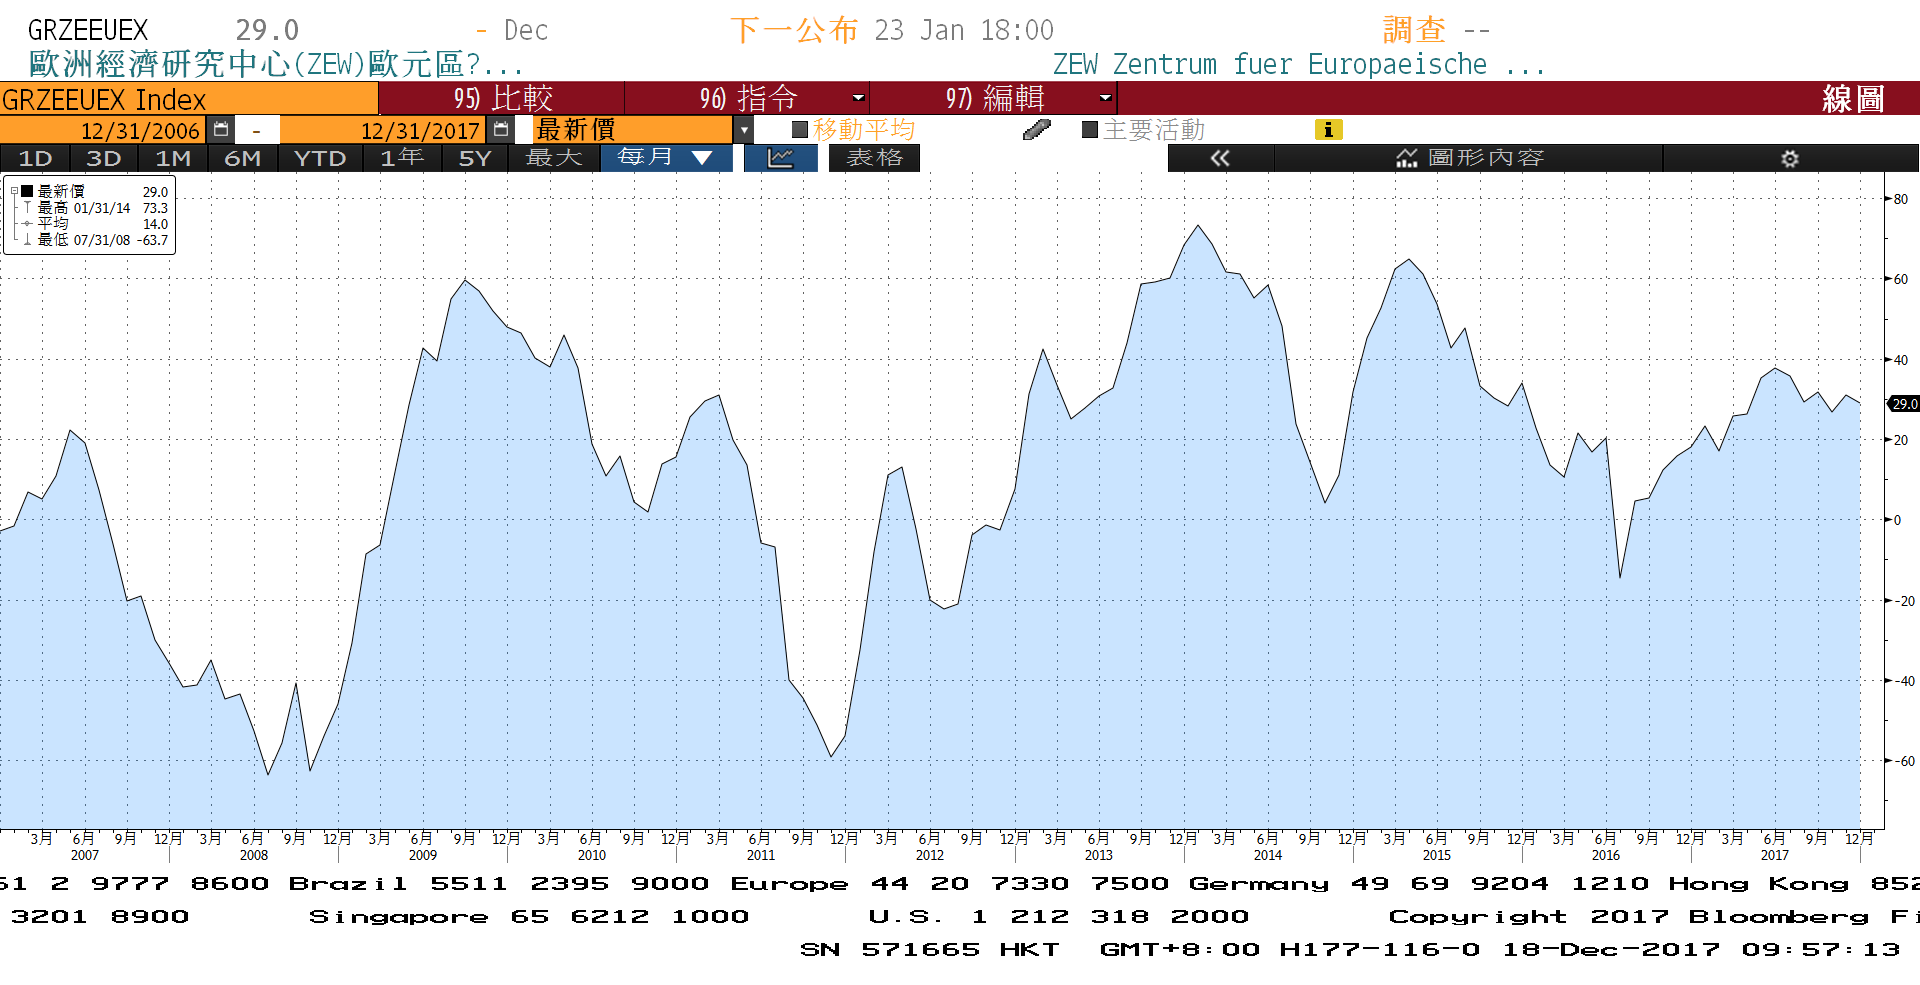 GRZEEUEX 29.0 - Dec 下一公布 23 Jan 18:00 調查 --
歐洲經濟研究中心(ZEW)歐元區?... ZEW Zentrum fuer Europaeische ...
GRZEEUEX Index 95) 比較 96) 指令 97) 編輯 線圖
12/31/2006 - 12/31/2017 最新價 移動平均 主要活動
1D 3D 1M 6M YTD 1年 5Y 最大 每月 ▼ 表格 « 圖形內容
最新價 29.0
最高 01/31/14 73.3
平均 14.0
最低 07/31/08 -63.7
80
60
40
29.0
20
0
-20
-40
-60
3月 6月 9月 12月 3月 6月 9月 12月 3月 6月 9月 12月 3月 6月 9月 12月 3月 6月 9月 12月 3月 6月 9月 12月 3月 6月 9月 12月 3月 6月 9月 12月 3月 6月 9月 12月 3月 6月 9月 12月 3月 6月 9月 12月
2007 2008 2009 2010 2011 2012 2013 2014 2015 2016 2017
61 2 9777 8600 Brazil 5511 2395 9000 Europe 44 20 7330 7500 Germany 49 69 9204 1210 Hong Kong 852
3201 8900 Singapore 65 6212 1000 U.S. 1 212 318 2000 Copyright 2017 Bloomberg Fi
SN 571665 HKT GMT+8:00 H177-116-0 18-Dec-2017 09:57:13